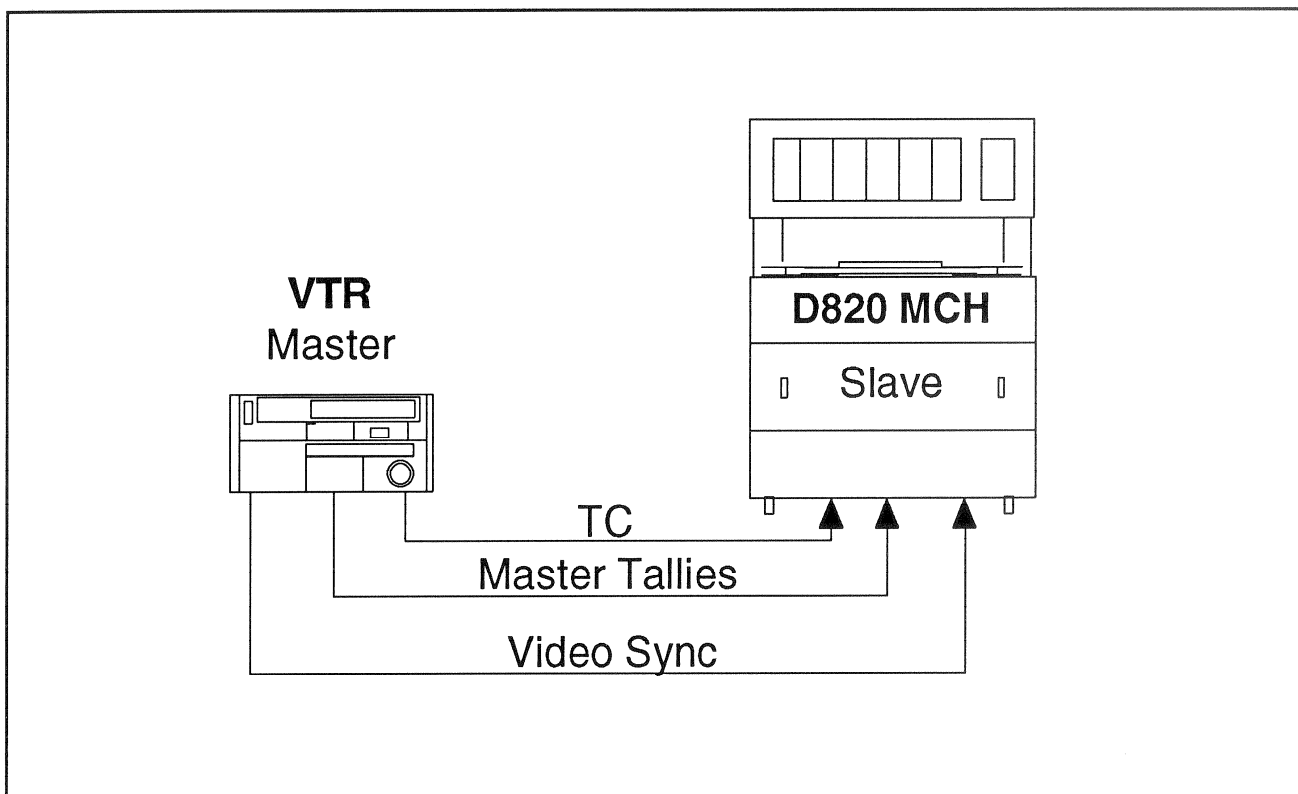 VTR
Master
D820 MCH
Slave
TC
Master Tallies
Video Sync